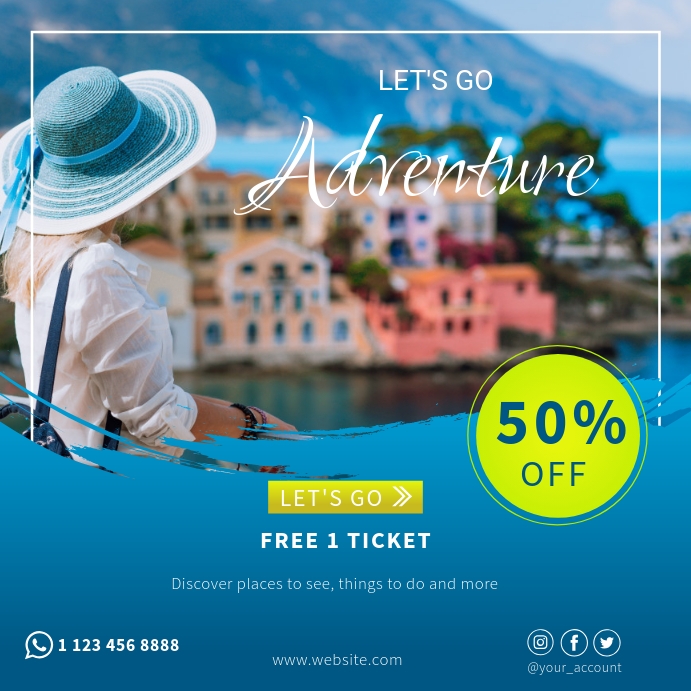 LET'S GO
Adventure
50%
OFF
LET'S GO
FREE 1 TICKET
Discover places to see, things to do and more
1 123 456 8888
www.website.com
@your_account